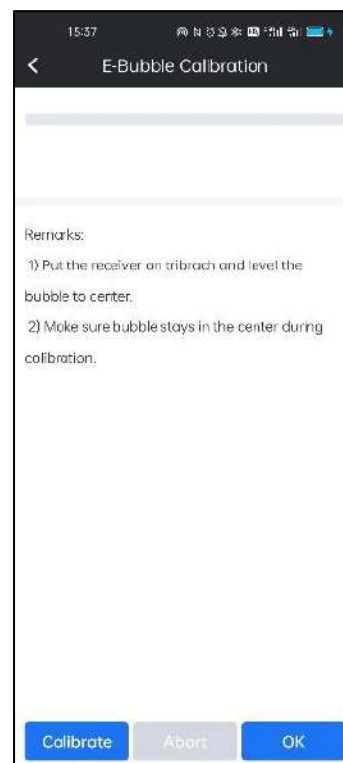 15:37
E-Bubble Calibration
Remarks:
1) Put the receiver on tribrach and level the
bubble to center.
2) Make sure bubble stays in the center during
calibration.
Calibrate
Abort
OK